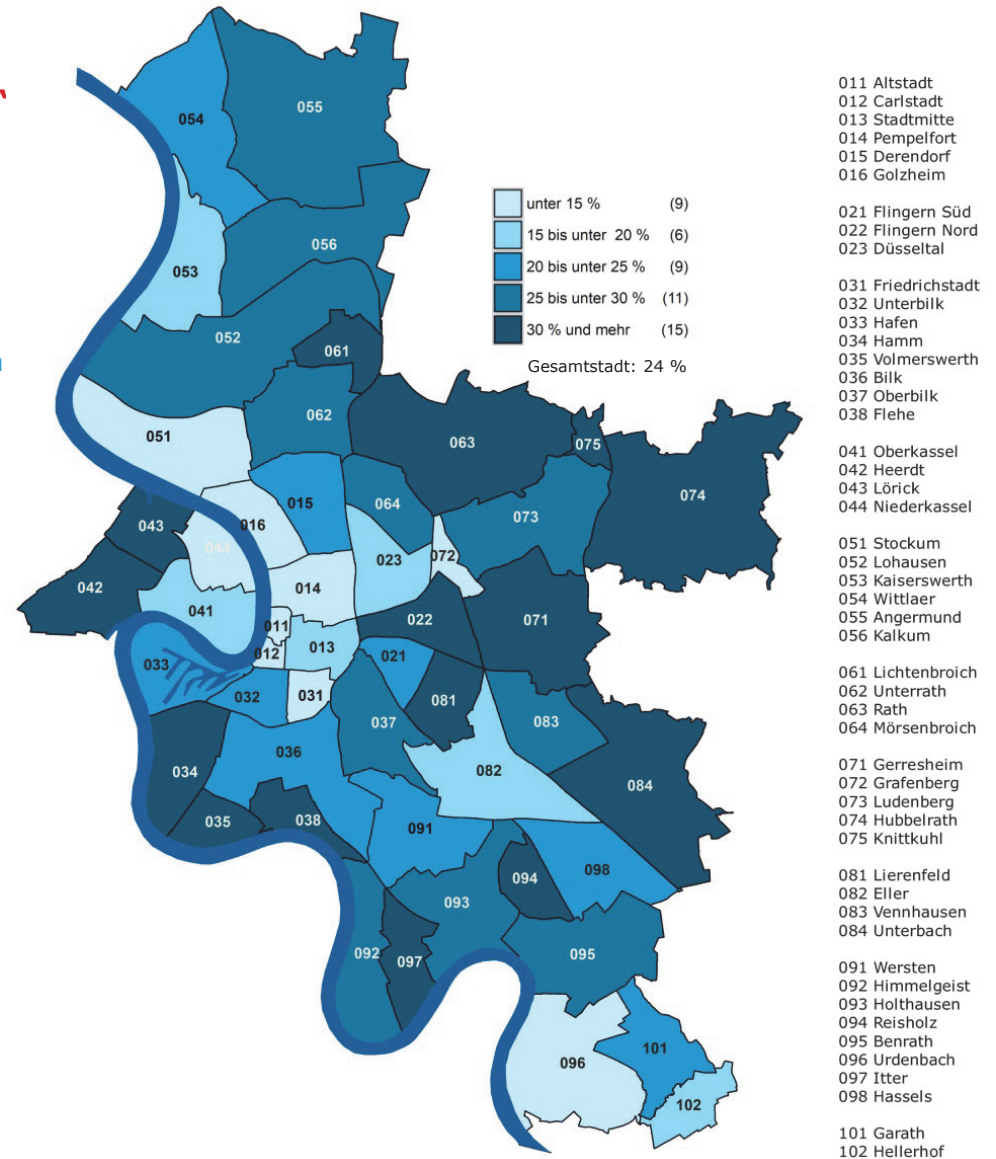 055
054
056
053
052
061
062
063
075
074
051
015
064
073
016
043
044
023
072
042
014
071
041
022
011
013
012
021
033
032
031
081
037
083
036
034
082
084
035
038
091
094
098
093
092
097
095
096
101
102
unter 15 % (9)
15 bis unter 20 % (6)
20 bis unter 25 % (9)
25 bis unter 30 % (11)
30 % und mehr (15)
Gesamtstadt: 24 %
011 Altstadt
012 Carlstadt
013 Stadtmitte
014 Pempelfort
015 Derendorf
016 Golzheim
021 Flingern Süd
022 Flingern Nord
023 Düsseltal
031 Friedrichstadt
032 Unterbilk
033 Hafen
034 Hamm
035 Volmerswerth
036 Bilk
037 Oberbilk
038 Flehe
041 Oberkassel
042 Heerdt
043 Lörick
044 Niederkassel
051 Stockum
052 Lohausen
053 Kaiserswerth
054 Wittlaer
055 Angermund
056 Kalkum
061 Lichtenbroich
062 Unterrath
063 Rath
064 Mörsenbroich
071 Gerresheim
072 Grafenberg
073 Ludenberg
074 Hubbelrath
075 Knittkuhl
081 Lierenfeld
082 Eller
083 Vennhausen
084 Unterbach
091 Wersten
092 Himmelgeist
093 Holthausen
094 Reisholz
095 Benrath
096 Urdenbach
097 Itter
098 Hassels
101 Garath
102 Hellerhof